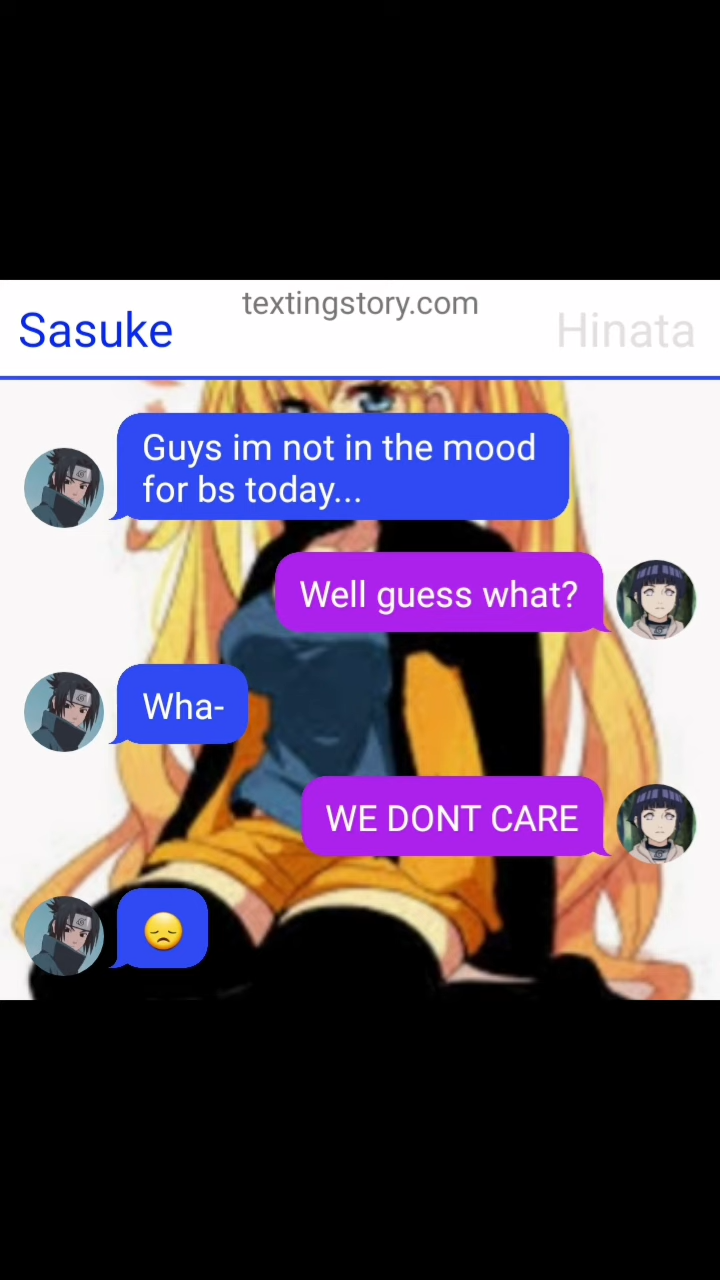 textingstory.com
Sasuke
Hinata
Guys im not in the mood
for bs today...
Well guess what?
Wha-
WE DONT CARE
😞